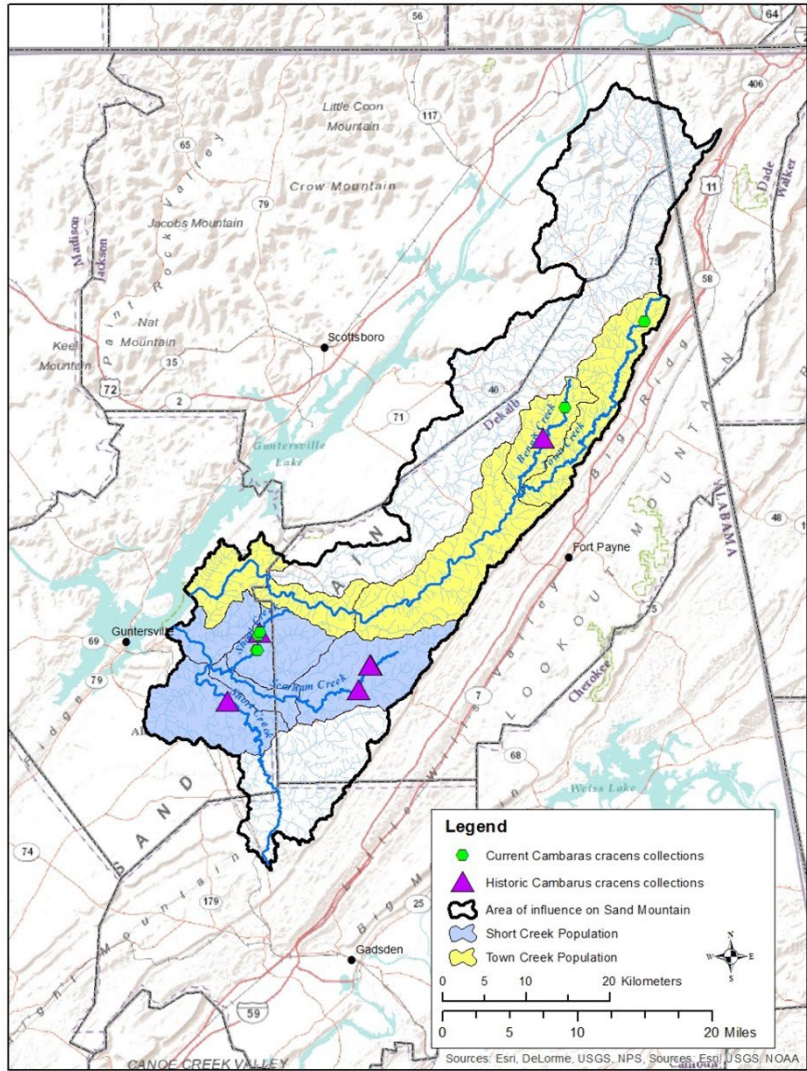 56
64
406
Little Coon
Mountain
117
65
Crow Mountain
11
Dade
Walker
79
Jacobs Mountain
Madison
Jackson
Paint Rock Valley
75
58
Nat
Mountain
Scottsboro
Keel
Mountain
35
72
2
40
71
Dekalb
Guntersville
Lake
Town Creek
Big Ridge
ALABAMA
48
Fort Payne
LOOKOUT MOUNTAIN
35
69
Guntersville
79
Short Creek
Scarham Creek
Short Creek
7
Cherokee
68
Weiss Lake
SAND
74
179
25
Gadsden
59
CANOE CREEK VALLEY
Legend
Current Cambaras cracens collections
Historic Cambarus cracens collections
Area of influence on Sand Mountain
Short Creek Population
Town Creek Population
N
W E
S
0 5 10 20 Kilometers
0 5 10 20 Miles
Sources: Esri, DeLorme, USGS, NPS, Sources: Esri, USGS, NOAA